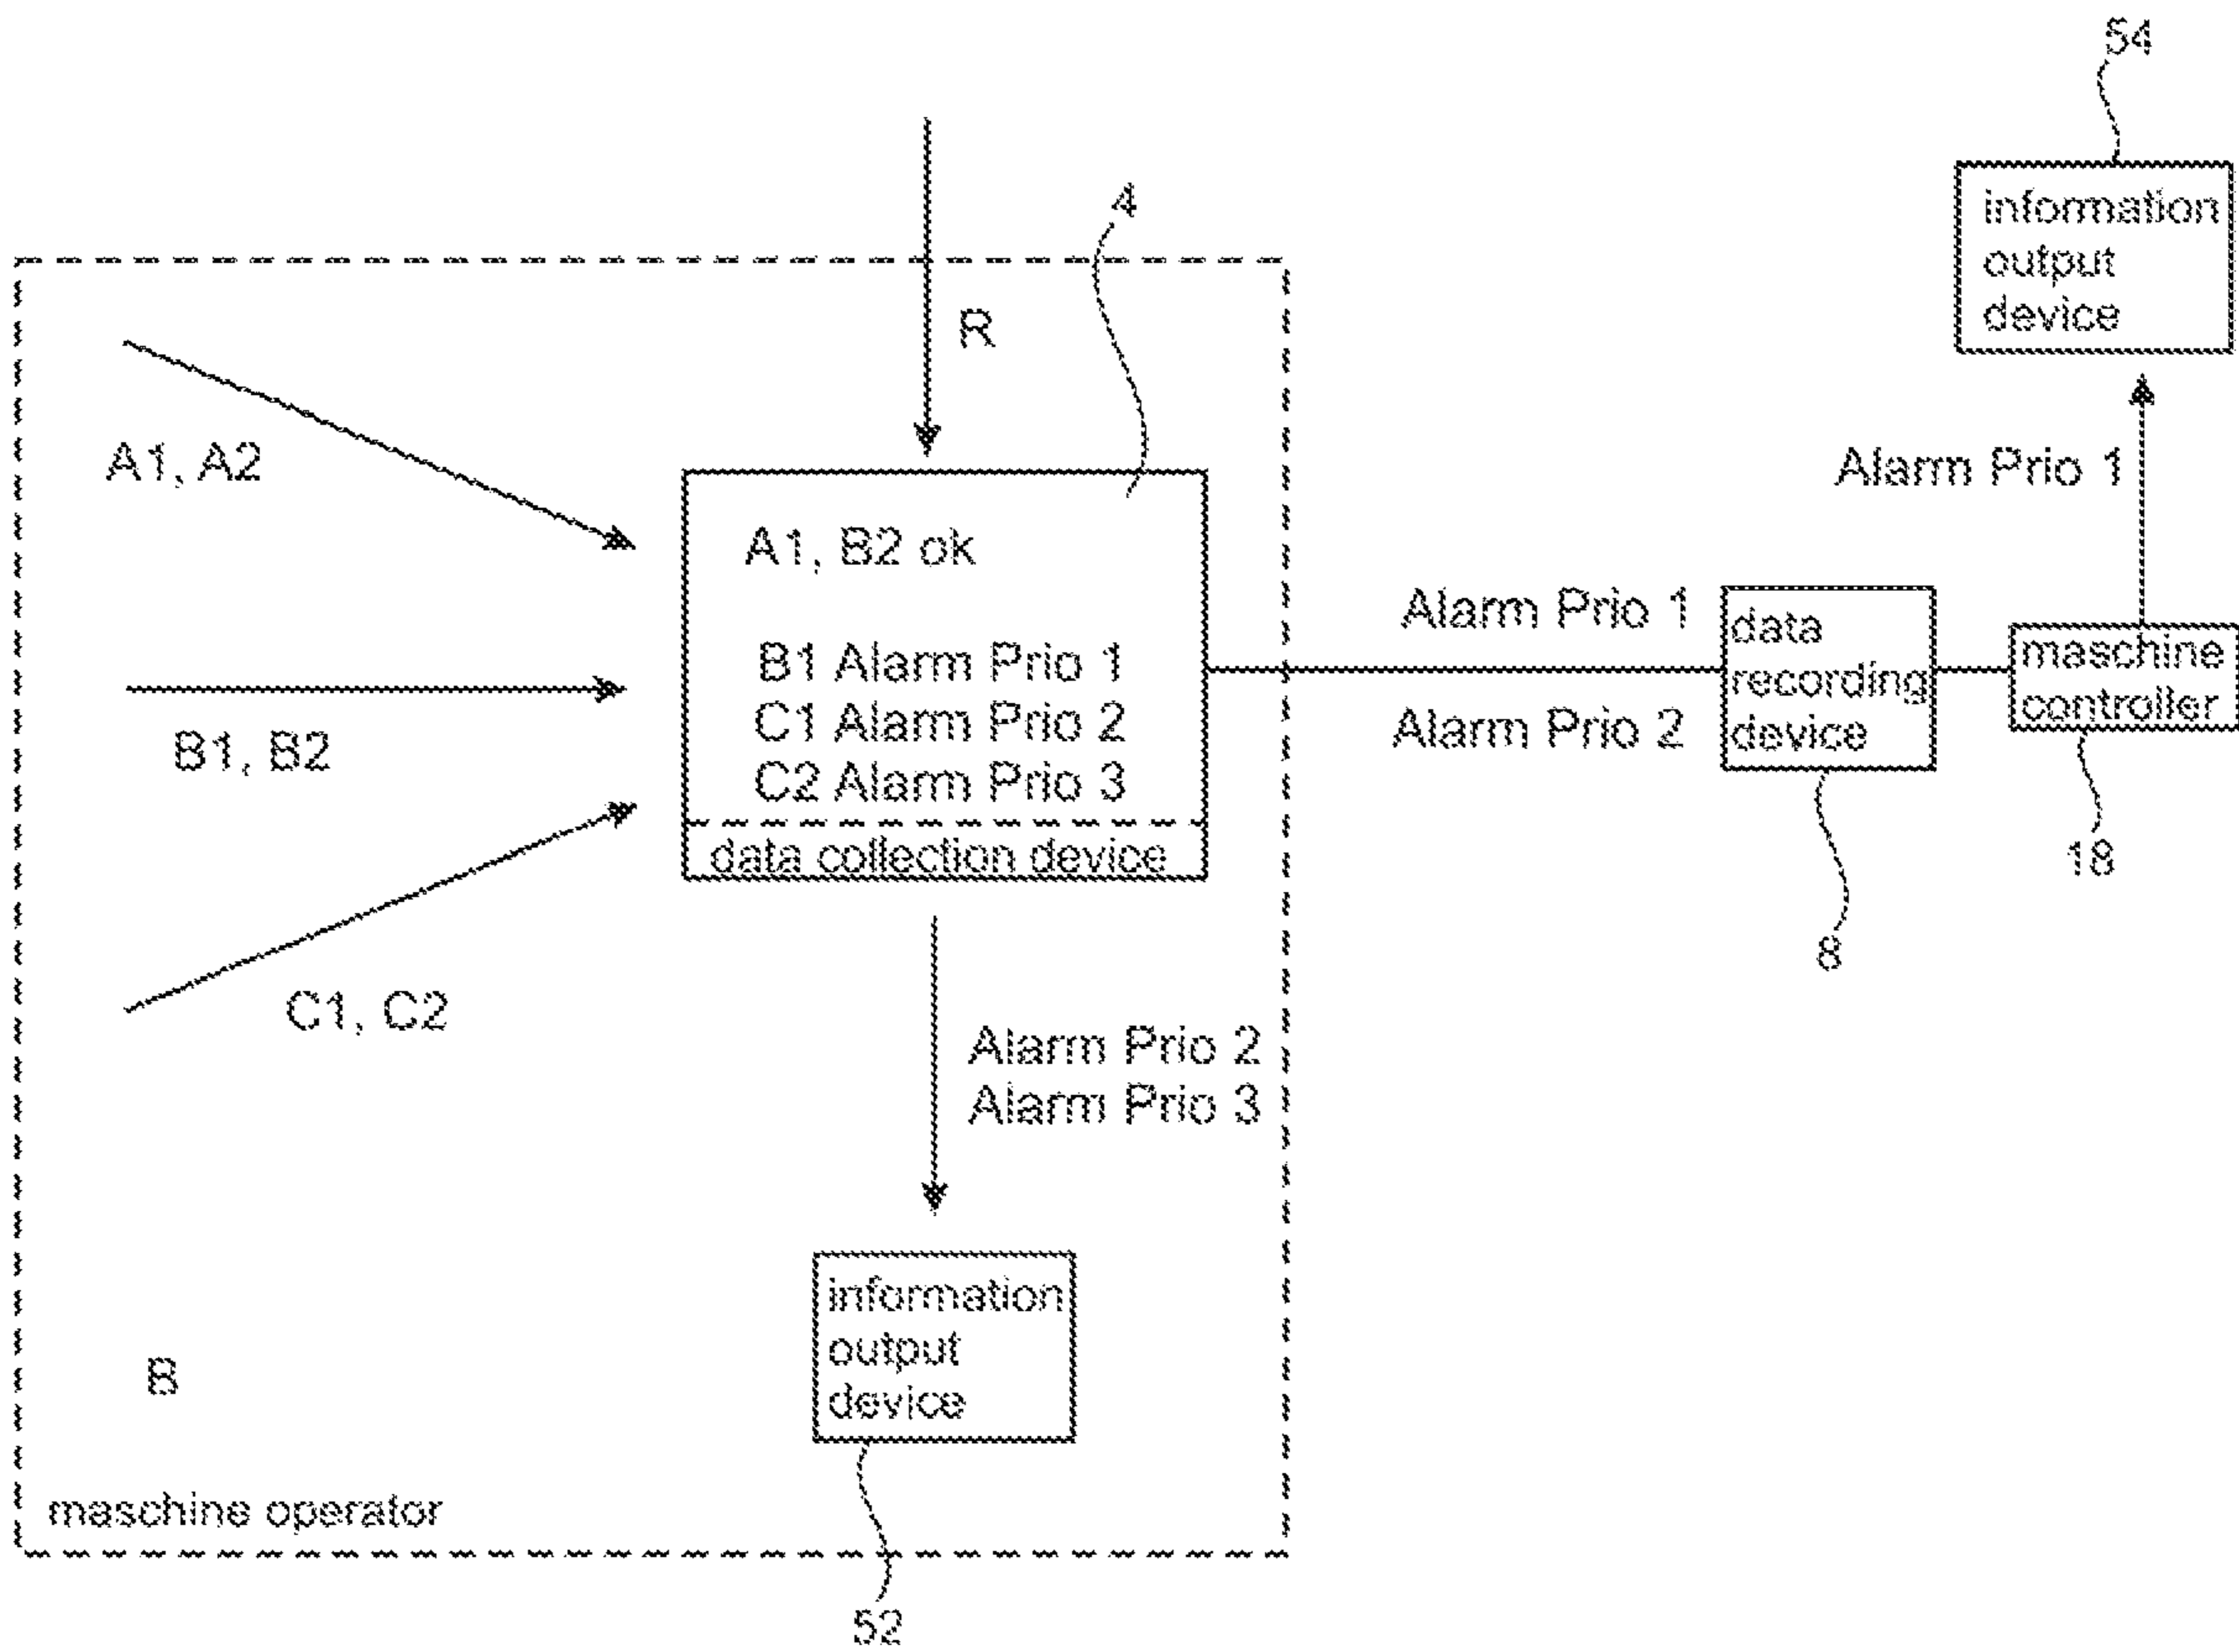 54
information
output
device
4
R
A1, A2
Alarm Prio 1
A1, B2 ok
B1 Alarm Prio 1
C1 Alarm Prio 2
C2 Alarm Prio 3
data collection device
B1, B2
Alarm Prio 1
Alarm Prio 2
data
recording
device
maschine
controller
18
8
C1, C2
Alarm Prio 2
Alarm Prio 3
information
output
device
B
maschine operator
52